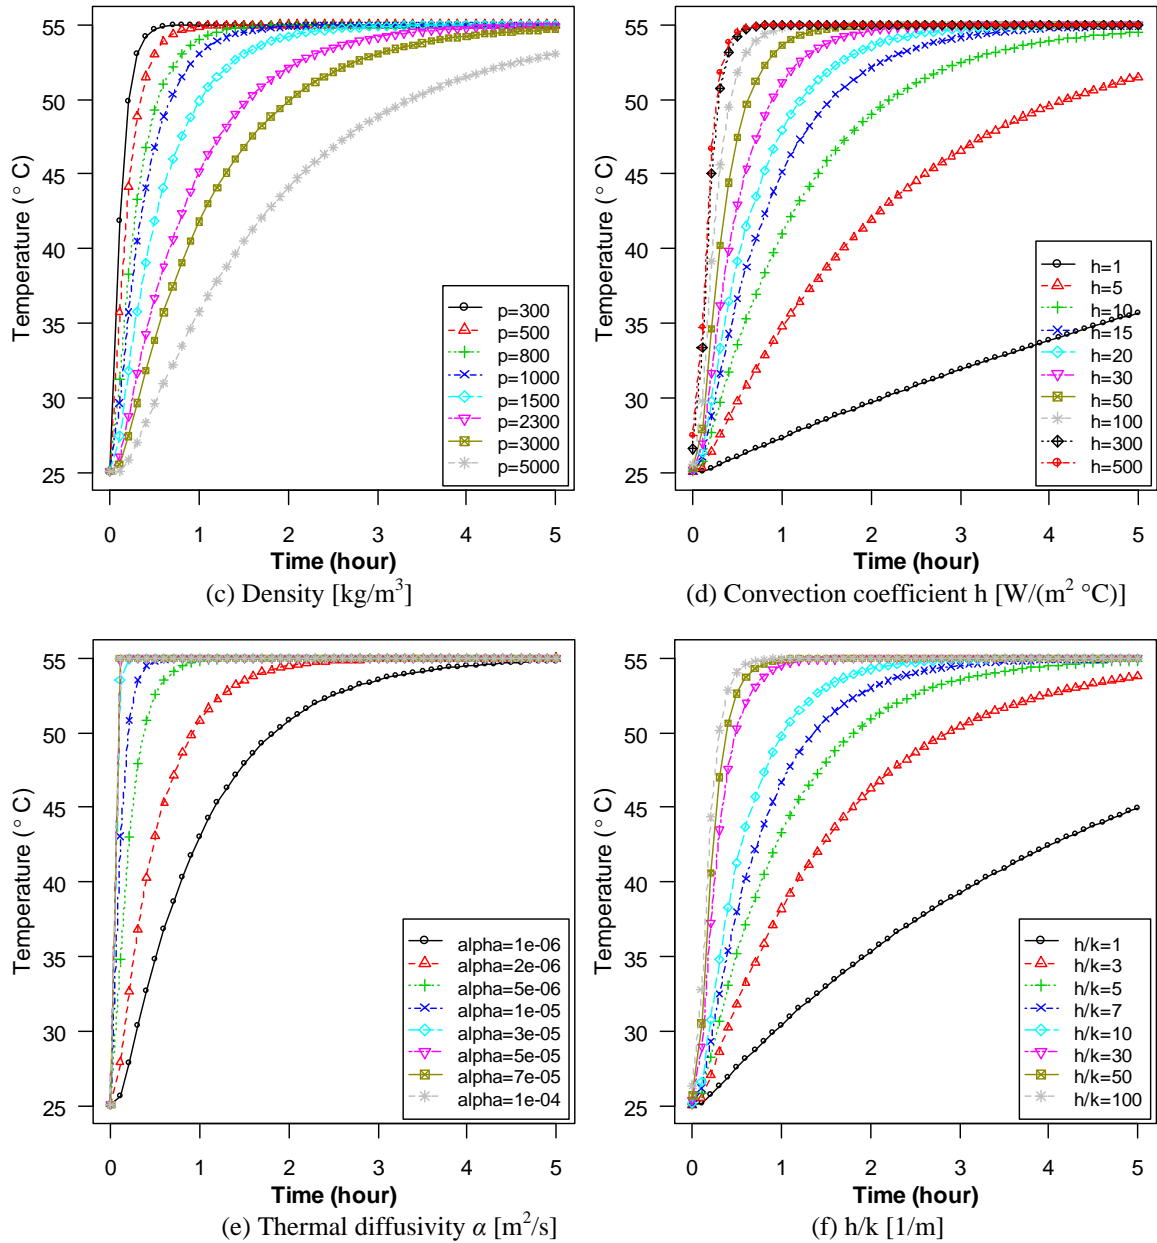 55
50
45
40
35
30
25
Temperature (° C)
p=300
p=500
p=800
p=1000
p=1500
p=2300
p=3000
p=5000
0 1 2 3 4 5
Time (hour)
(c) Density [kg/m³]
55
50
45
40
35
30
25
Temperature (° C)
h=1
h=5
h=10
h=15
h=20
h=30
h=50
h=100
h=300
h=500
0 1 2 3 4 5
Time (hour)
(d) Convection coefficient h [W/(m² °C)]
55
50
45
40
35
30
25
Temperature (° C)
alpha=1e-06
alpha=2e-06
alpha=5e-06
alpha=1e-05
alpha=3e-05
alpha=5e-05
alpha=7e-05
alpha=1e-04
0 1 2 3 4 5
Time (hour)
(e) Thermal diffusivity α [m²/s]
55
50
45
40
35
30
25
Temperature (° C)
h/k=1
h/k=3
h/k=5
h/k=7
h/k=10
h/k=30
h/k=50
h/k=100
0 1 2 3 4 5
Time (hour)
(f) h/k [1/m]